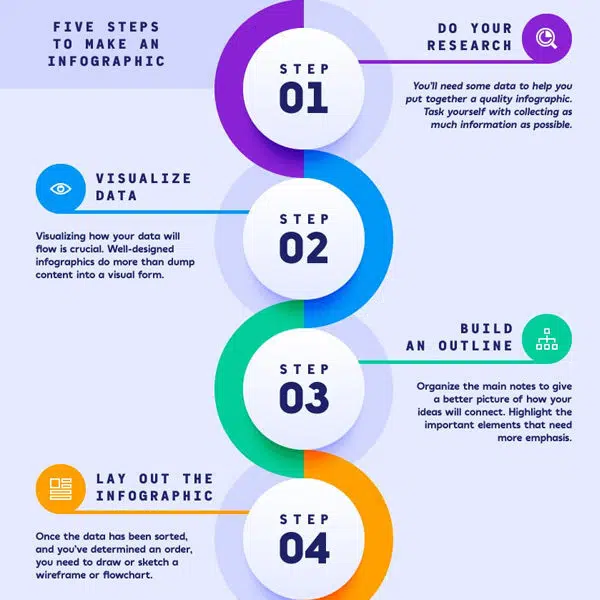 FIVE STEPS
TO MAKE AN
INFOGRAPHIC
STEP
01
DO YOUR
RESEARCH
You'll need some data to help you
put together a quality infographic.
Task yourself with collecting as
much information as possible.
VISUALIZE
DATA
Visualizing how your data will
flow is crucial. Well-designed
infographics do more than dump
content into a visual form.
STEP
02
STEP
03
BUILD
AN OUTLINE
Organize the main notes to give
a better picture of how your
ideas will connect. Highlight the
important elements that need
more emphasis.
LAY OUT THE
INFOGRAPHIC
Once the data has been sorted,
and you've determined an order,
you need to draw or sketch a
wireframe or flowchart.
STEP
04